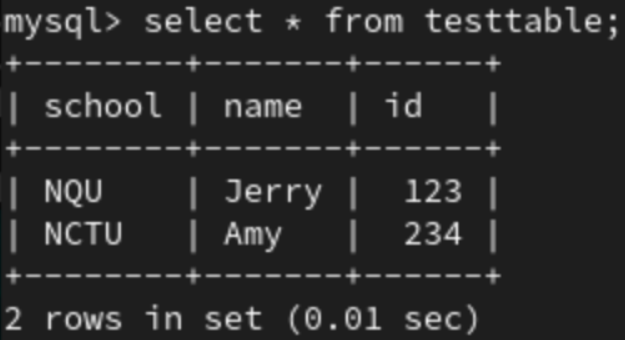 mysql> select * from testtable;
+--------+-------+------+
| school | name  | id   |
+--------+-------+------+
| NQU    | Jerry |  123 |
| NCTU   | Amy   |  234 |
+--------+-------+------+
2 rows in set (0.01 sec)